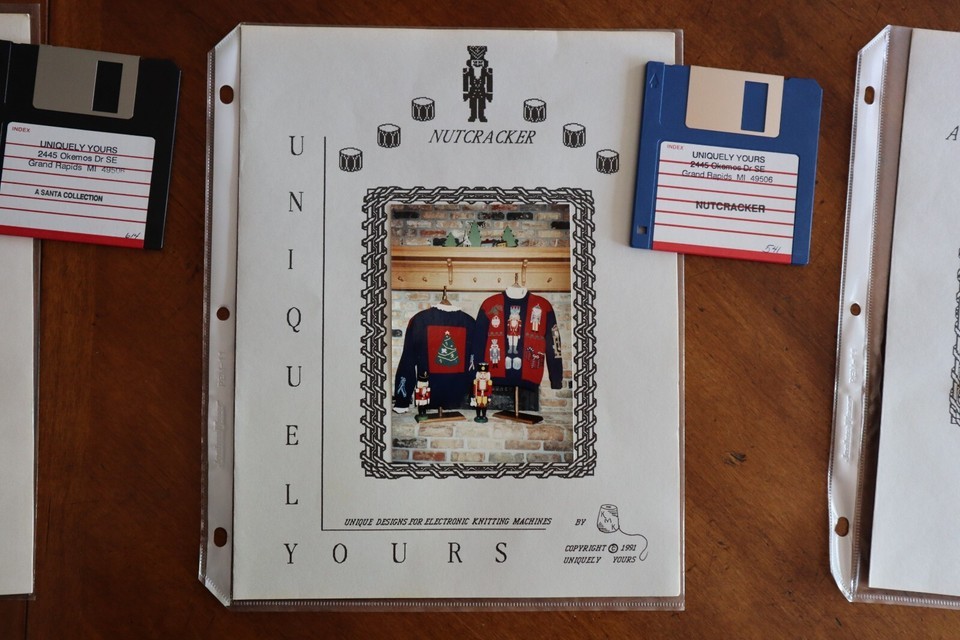 INDEX
UNIQUELY YOURS
2445 Okemos Dr SE
Grand Rapids, MI 49506
A SANTA COLLECTION
614
NUTCRACKER
UNIQUELY
YOURS
UNIQUE DESIGNS FOR ELECTRONIC KNITTING MACHINES BY KMK
COPYRIGHT © 1991
UNIQUELY YOURS
INDEX
UNIQUELY YOURS
2445 Okemos Dr SE
Grand Rapids MI 49506
NUTCRACKER
A